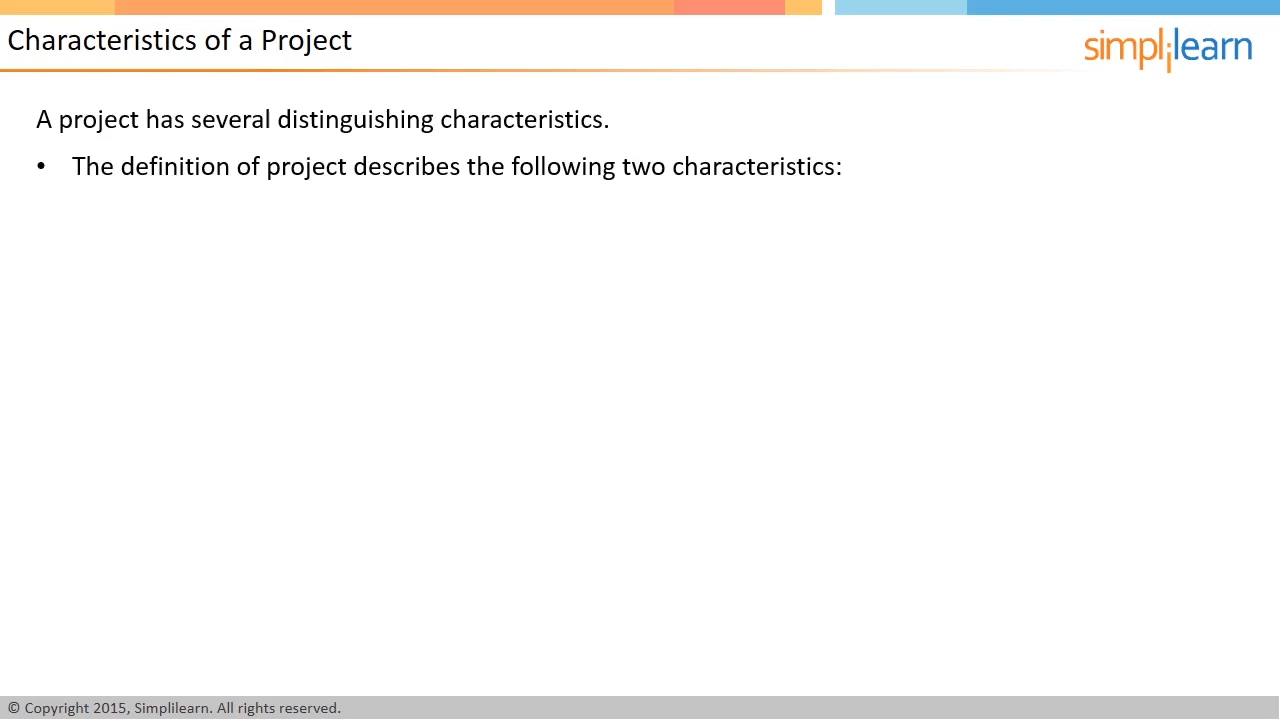 Characteristics of a Project
simplilearn
A project has several distinguishing characteristics.
• The definition of project describes the following two characteristics:
© Copyright 2015, Simplilearn. All rights reserved.